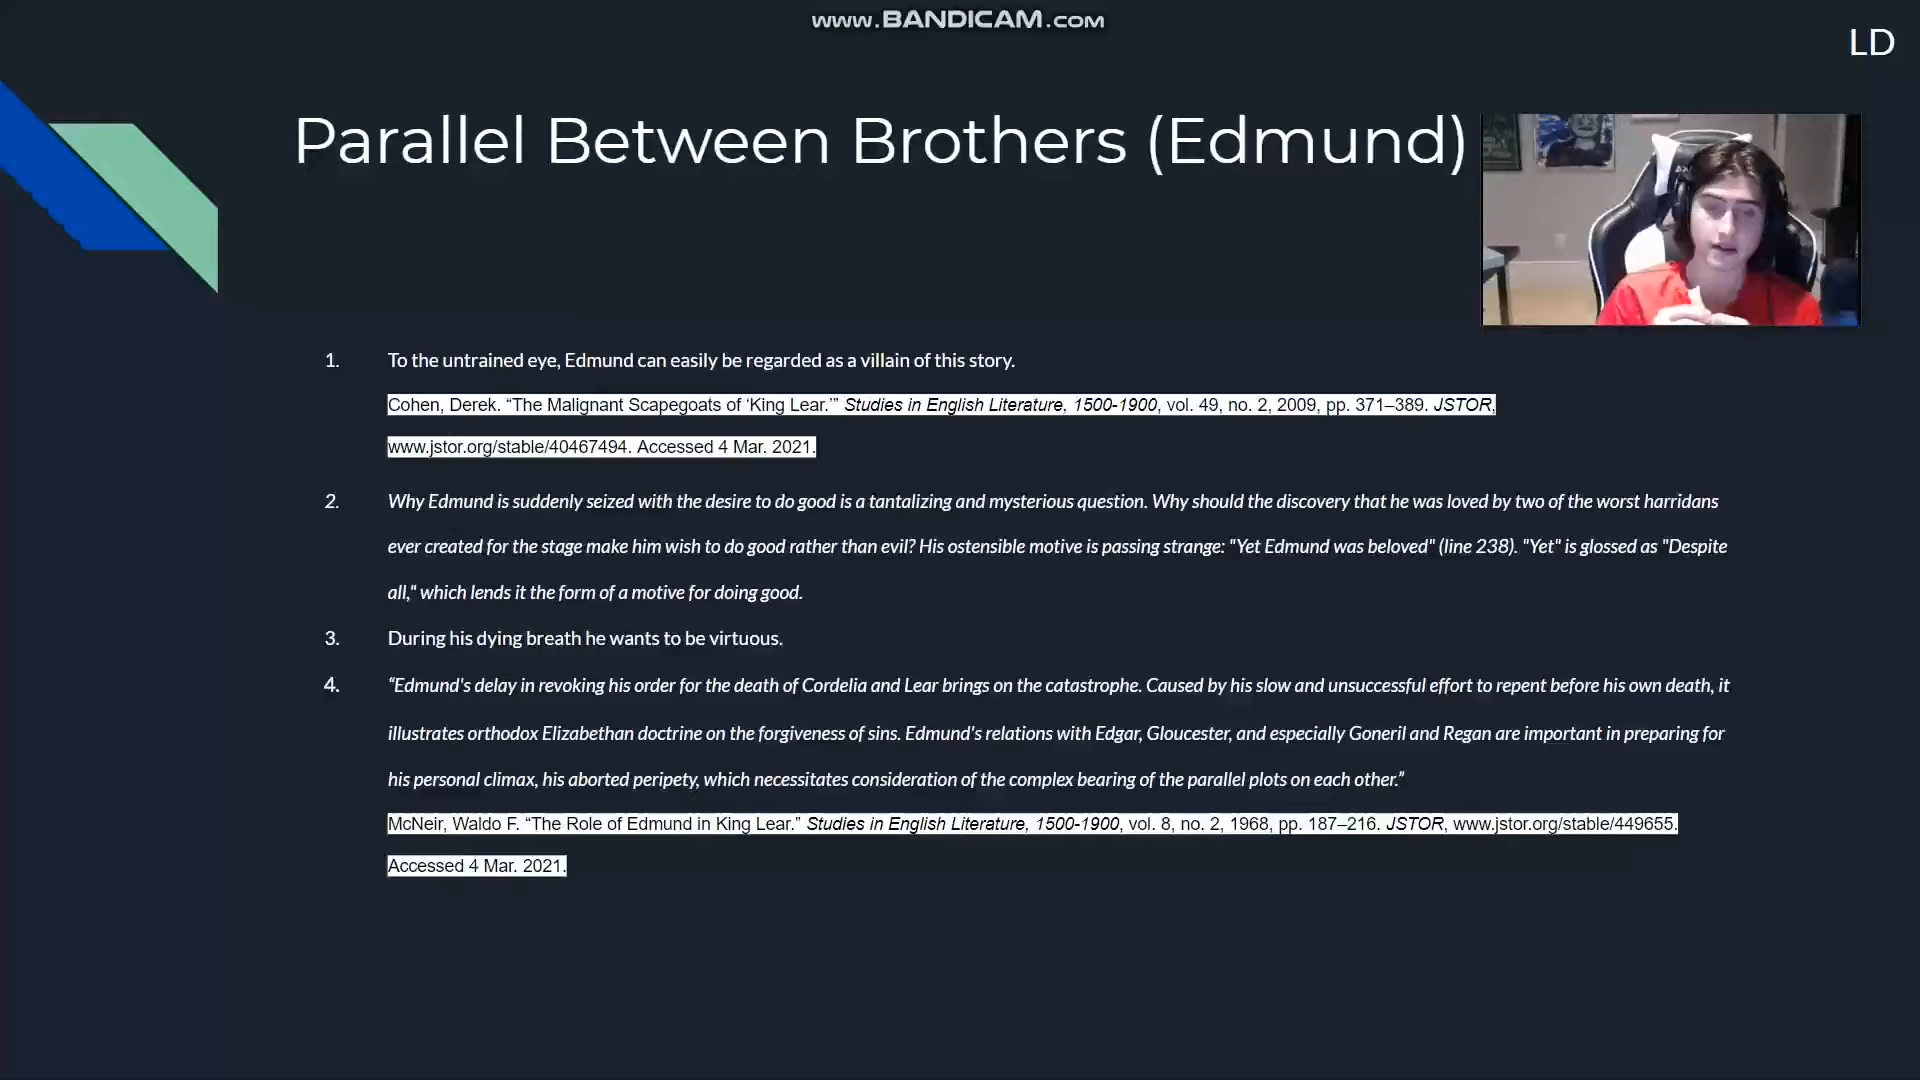 www.BANDICAM.com
LD
Parallel Between Brothers (Edmund)
1. To the untrained eye, Edmund can easily be regarded as a villain of this story.
Cohen, Derek. “The Malignant Scapegoats of ‘King Lear.’” Studies in English Literature, 1500-1900, vol. 49, no. 2, 2009, pp. 371–389. JSTOR,
www.jstor.org/stable/40467494. Accessed 4 Mar. 2021.
2. Why Edmund is suddenly seized with the desire to do good is a tantalizing and mysterious question. Why should the discovery that he was loved by two of the worst harridans
ever created for the stage make him wish to do good rather than evil? His ostensible motive is passing strange: "Yet Edmund was beloved" (line 238). "Yet" is glossed as "Despite
all," which lends it the form of a motive for doing good.
3. During his dying breath he wants to be virtuous.
4. “Edmund's delay in revoking his order for the death of Cordelia and Lear brings on the catastrophe. Caused by his slow and unsuccessful effort to repent before his own death, it
illustrates orthodox Elizabethan doctrine on the forgiveness of sins. Edmund's relations with Edgar, Gloucester, and especially Goneril and Regan are important in preparing for
his personal climax, his aborted peripety, which necessitates consideration of the complex bearing of the parallel plots on each other.”
McNeir, Waldo F. “The Role of Edmund in King Lear.” Studies in English Literature, 1500-1900, vol. 8, no. 2, 1968, pp. 187–216. JSTOR, www.jstor.org/stable/449655.
Accessed 4 Mar. 2021.